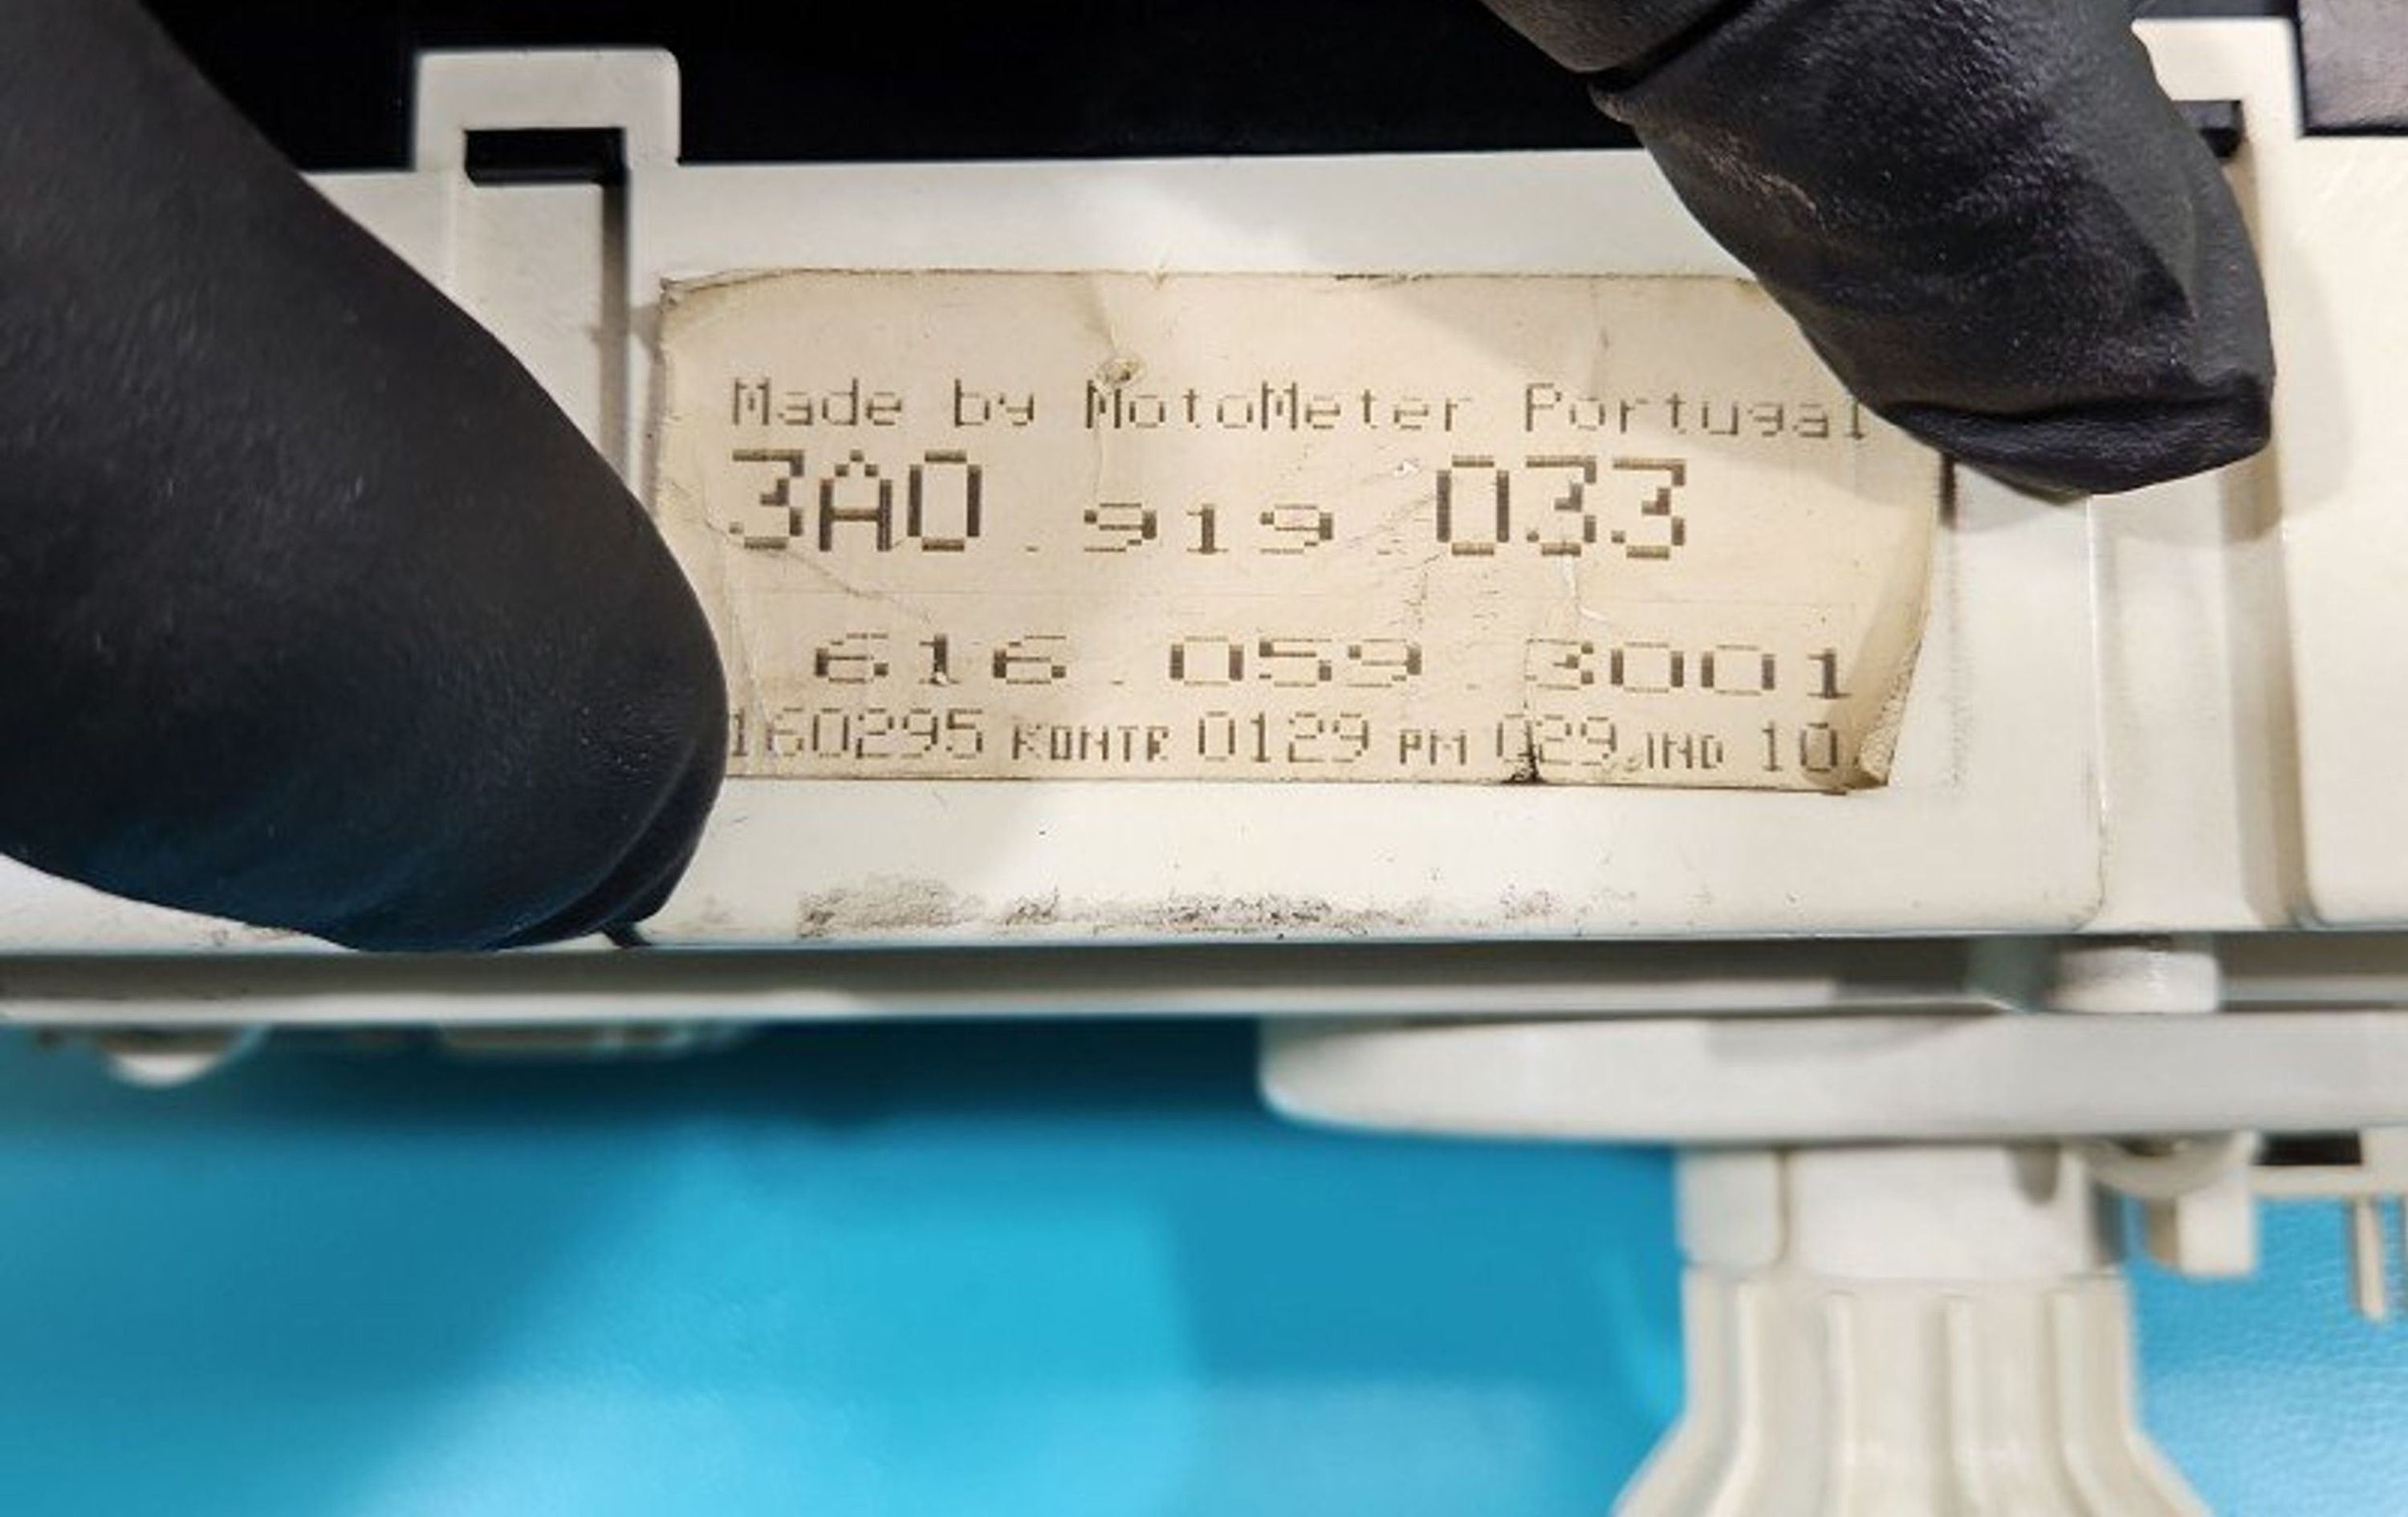 Made by MotoMeter Portugal
3A0.919.033
616.059.3001
160295 KONTR 0129 PM 029 IND 10